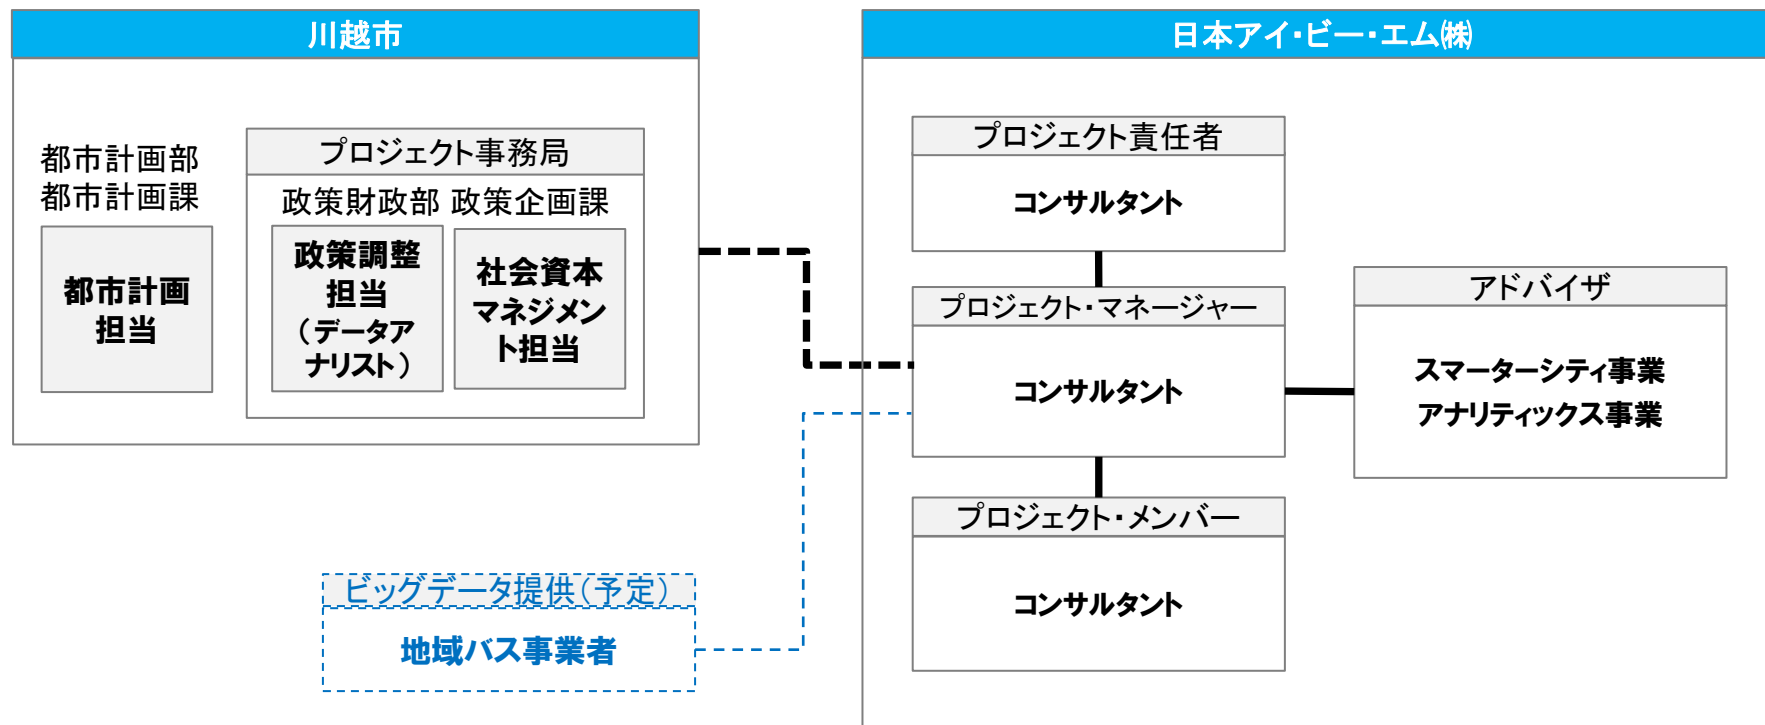 川越市
都市計画部
都市計画課
都市計画
担当
プロジェクト事務局
政策財政部 政策企画課
政策調整
担当
（データア
ナリスト）
社会資本
マネジメン
ト担当
ビッグデータ提供（予定）
地域バス事業者
日本アイ・ビー・エム㈱
プロジェクト責任者
コンサルタント
プロジェクト・マネージャー
コンサルタント
プロジェクト・メンバー
コンサルタント
アドバイザ
スマーターシティ事業
アナリティックス事業